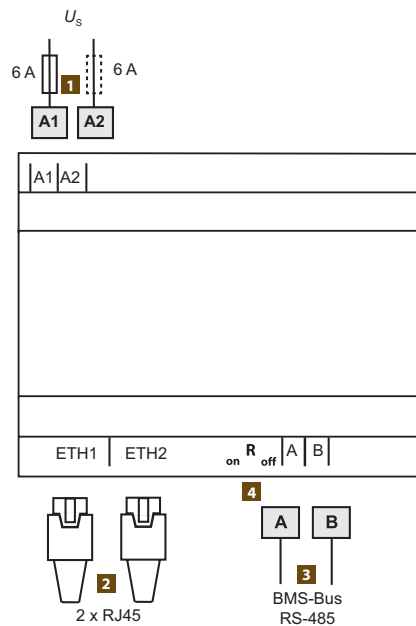 Us
6 A
1
6 A
A1 A2
A1 A2
ETH1 ETH2 on R off A B
4
A B
2
3
2 x RJ45
BMS-Bus
RS-485